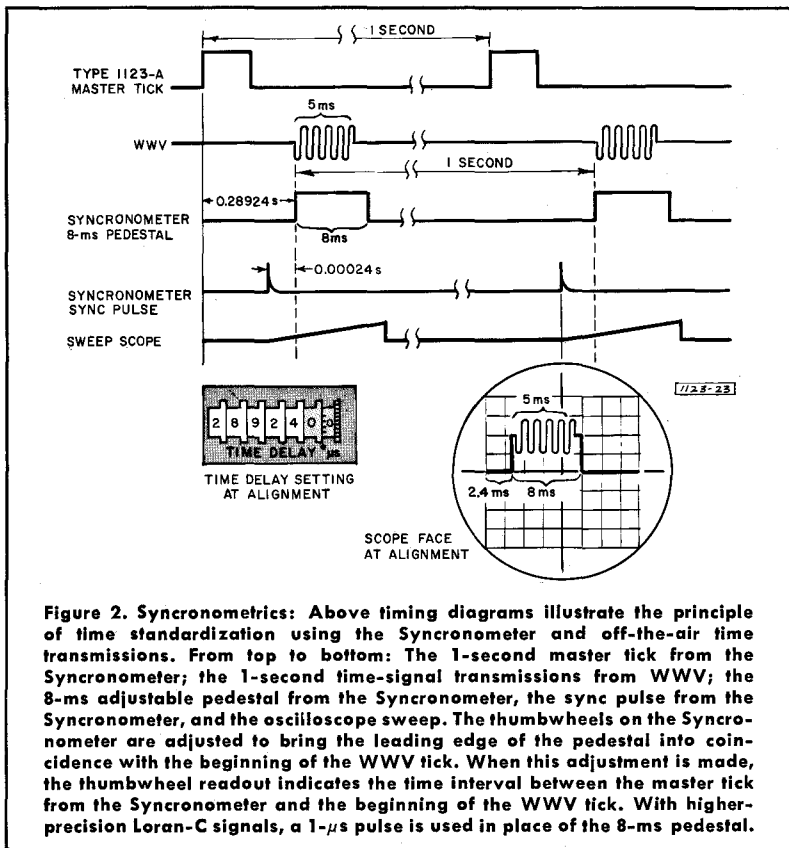 1 SECOND
TYPE 1123-A
MASTER TICK
5ms
WWV
1 SECOND
0.28924s
SYNCRONOMETER
8-ms PEDESTAL
8ms
0.00024s
SYNCRONOMETER
SYNC PULSE
SWEEP SCOPE
1123-23
2 8 9 2 4 0 0
TIME DELAY μs
TIME DELAY SETTING
AT ALIGNMENT
5ms
2.4 ms
8 ms
SCOPE FACE
AT ALIGNMENT
Figure 2. Syncronometrics: Above timing diagrams illustrate the principle
of time standardization using the Syncronometer and off-the-air time
transmissions. From top to bottom: The 1-second master tick from the
Syncronometer; the 1-second time-signal transmissions from WWV; the
8-ms adjustable pedestal from the Syncronometer, the sync pulse from the
Syncronometer, and the oscilloscope sweep. The thumbwheels on the Syncro-
nometer are adjusted to bring the leading edge of the pedestal into coin-
cidence with the beginning of the WWV tick. When this adjustment is made,
the thumbwheel readout indicates the time interval between the master tick
from the Syncronometer and the beginning of the WWV tick. With higher-
precision Loran-C signals, a 1-μs pulse is used in place of the 8-ms pedestal.